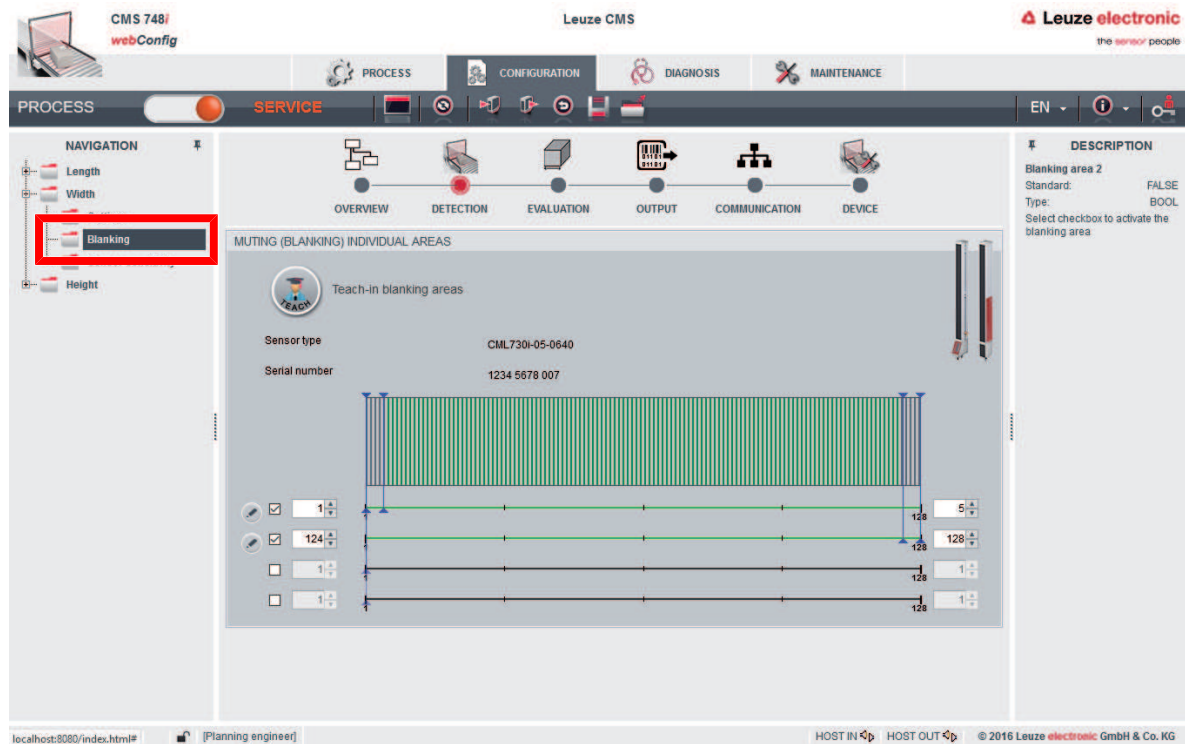 CMS 748i
webConfig
Leuze CMS
Leuze electronic
the sensor people
PROCESS
CONFIGURATION
DIAGNOSIS
MAINTENANCE
PROCESS
SERVICE
EN
NAVIGATION
Length
Width
Blanking
Height
OVERVIEW
DETECTION
EVALUATION
OUTPUT
COMMUNICATION
DEVICE
MUTING (BLANKING) INDIVIDUAL AREAS
TEACH
Teach-in blanking areas
Sensor type
CML730i-05-0640
Serial number
1234 5678 007
1 1 128 5
124 1 128 128
1 1 128 1
1 1 128 1
DESCRIPTION
Blanking area 2
Standard: FALSE
Type: BOOL
Select checkbox to activate the
blanking area
localhost:8080/index.html#
[Planning engineer]
HOST IN
HOST OUT
© 2016 Leuze electronic GmbH & Co. KG